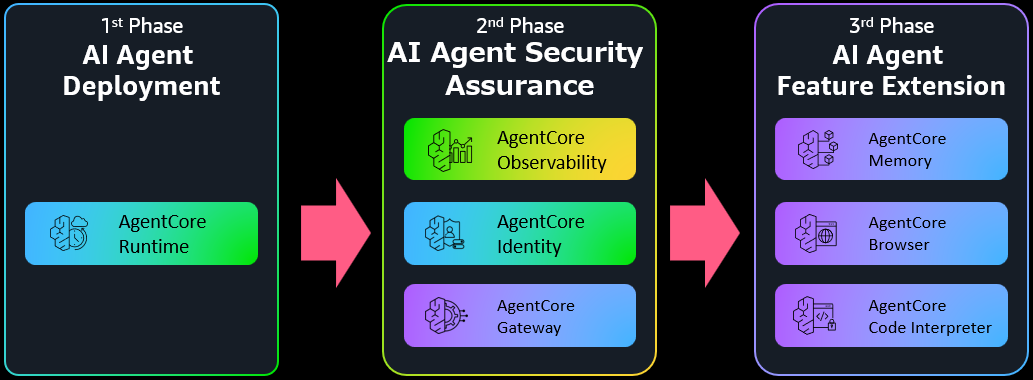 1st Phase
AI Agent
Deployment
AgentCore
Runtime
2nd Phase
AI Agent Security
Assurance
AgentCore
Observability
AgentCore
Identity
AgentCore
Gateway
3rd Phase
AI Agent
Feature Extension
AgentCore
Memory
AgentCore
Browser
AgentCore
Code Interpreter